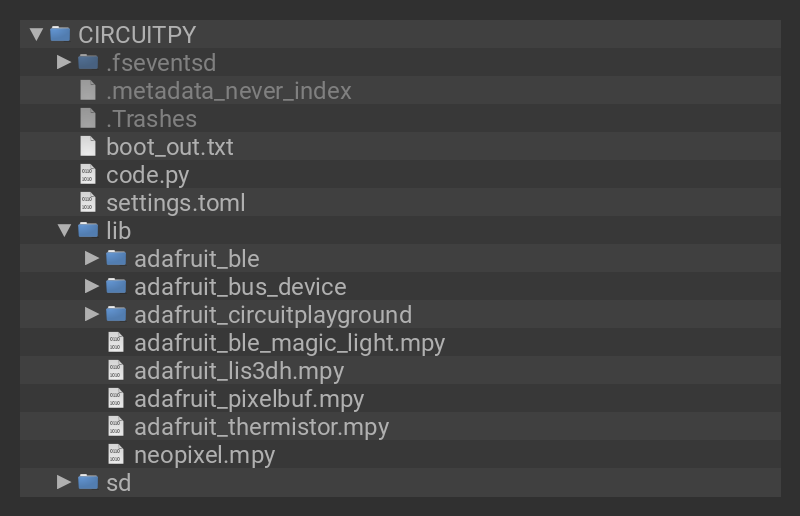 CIRCUITPY
.fseventsd
.metadata_never_index
.Trashes
boot_out.txt
code.py
settings.toml
lib
adafruit_ble
adafruit_bus_device
adafruit_circuitplayground
adafruit_ble_magic_light.mpy
adafruit_lis3dh.mpy
adafruit_pixelbuf.mpy
adafruit_thermistor.mpy
neopixel.mpy
sd